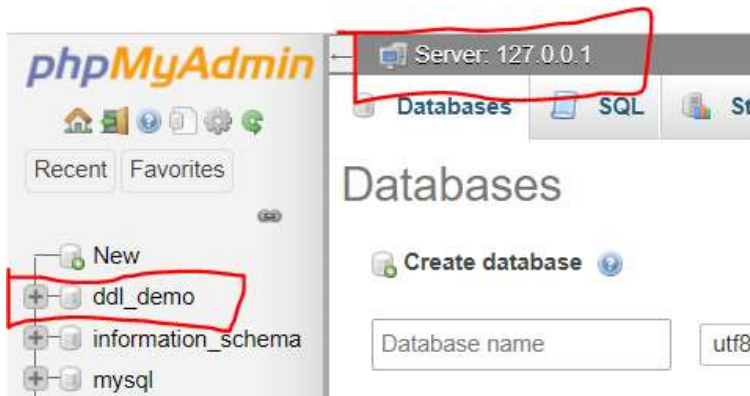 phpMyAdmin
Recent Favorites
New
ddl_demo
information_schema
mysql
Server: 127.0.0.1
Databases SQL St
Databases
Create database
Database name utf8